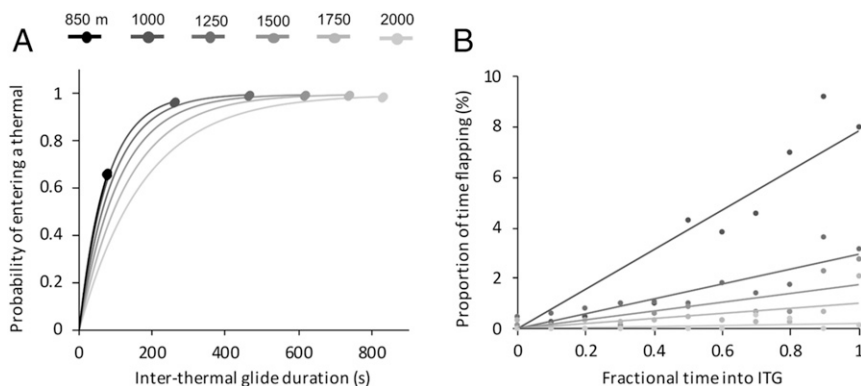 850 m 1000 1250 1500 1750 2000
A
Probability of entering a thermal
1
0.8
0.6
0.4
0.2
0
0 200 400 600 800
Inter-thermal glide duration (s)
B
Proportion of time flapping (%)
10
8
6
4
2
0
0 0.2 0.4 0.6 0.8 1
Fractional time into ITG